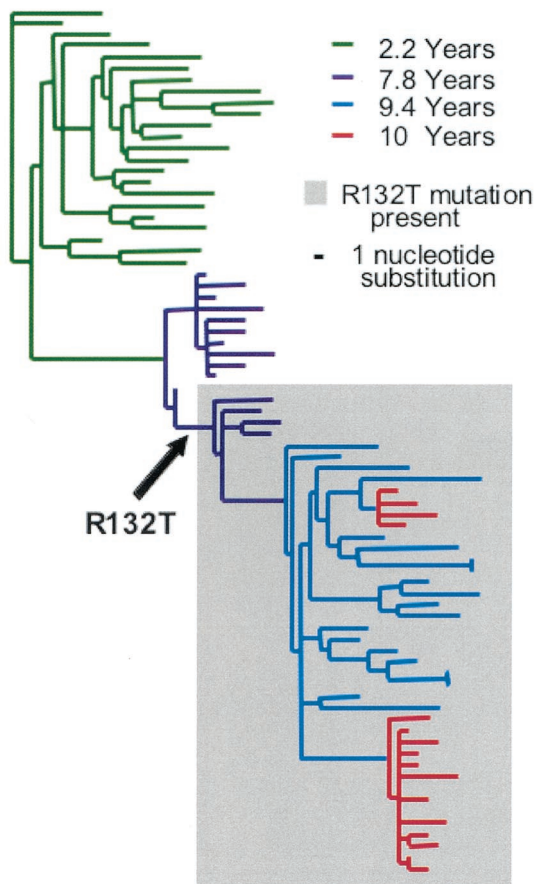 2.2 Years
7.8 Years
9.4 Years
10 Years
R132T mutation
present
- 1 nucleotide
substitution
R132T